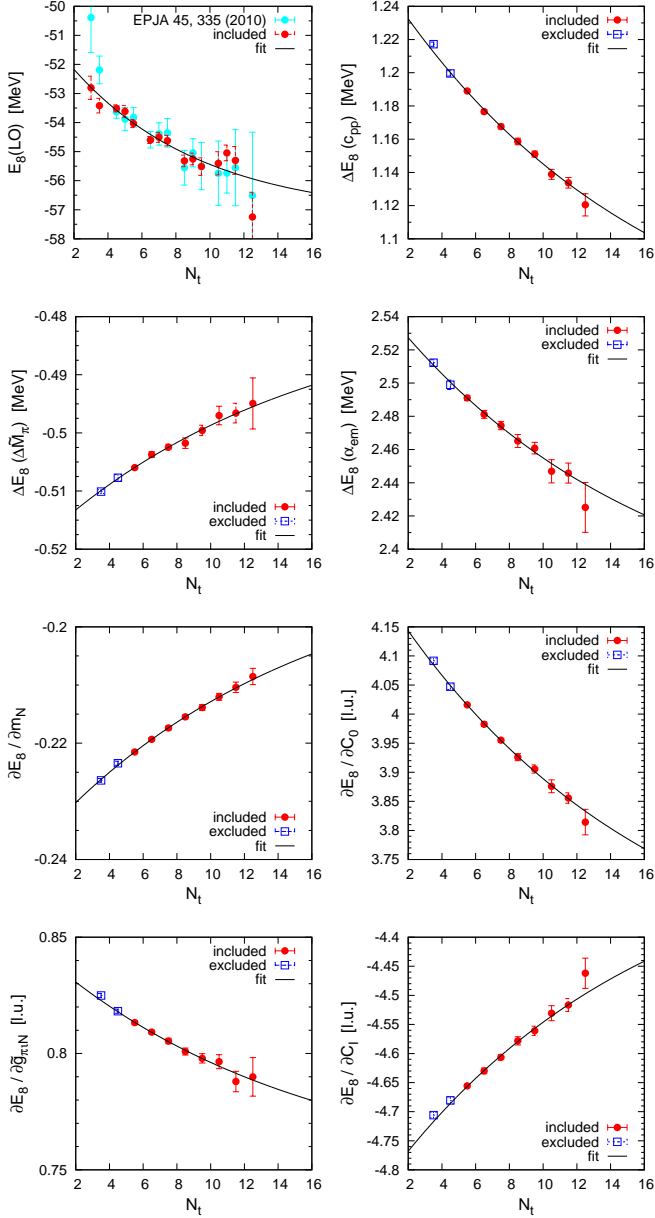 -50
-51
-52
-53
-54
-55
-56
-57
-58
E₈(LO) [MeV]
EPJA 45, 335 (2010)
included
fit
2 4 6 8 10 12 14 16
Nₜ
1.24
1.22
1.2
1.18
1.16
1.14
1.12
1.1
ΔE₈ (cₚₚ) [MeV]
included
excluded
fit
2 4 6 8 10 12 14 16
Nₜ
-0.48
-0.49
-0.5
-0.51
-0.52
ΔE₈ (ΔM̃_π) [MeV]
included
excluded
fit
2 4 6 8 10 12 14 16
Nₜ
2.54
2.52
2.5
2.48
2.46
2.44
2.42
2.4
ΔE₈ (αₑₘ) [MeV]
included
excluded
fit
2 4 6 8 10 12 14 16
Nₜ
-0.2
-0.22
-0.24
∂E₈ / ∂m_N
included
excluded
fit
2 4 6 8 10 12 14 16
Nₜ
4.15
4.1
4.05
4
3.95
3.9
3.85
3.8
3.75
∂E₈ / ∂C₀ [l.u.]
included
excluded
fit
2 4 6 8 10 12 14 16
Nₜ
0.85
0.8
0.75
∂E₈ / ∂g̃_πN [l.u.]
included
excluded
fit
2 4 6 8 10 12 14 16
Nₜ
-4.4
-4.45
-4.5
-4.55
-4.6
-4.65
-4.7
-4.75
-4.8
∂E₈ / ∂C_I [l.u.]
included
excluded
fit
2 4 6 8 10 12 14 16
Nₜ